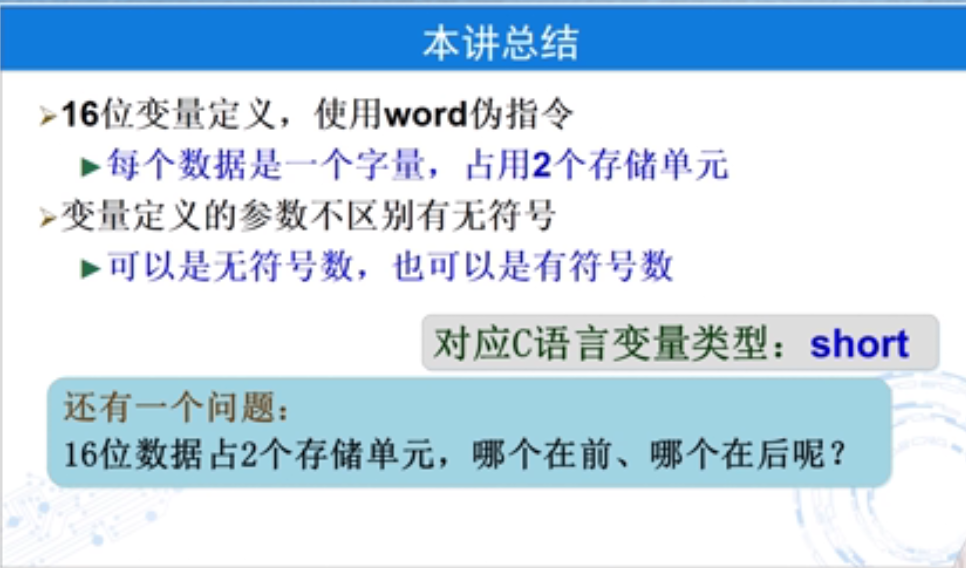 本讲总结
16位变量定义，使用word伪指令
每个数据是一个字量，占用2个存储单元
变量定义的参数不区别有无符号
可以是无符号数，也可以是有符号数
对应C语言变量类型：short
还有一个问题：
16位数据占2个存储单元，哪个在前、哪个在后呢？